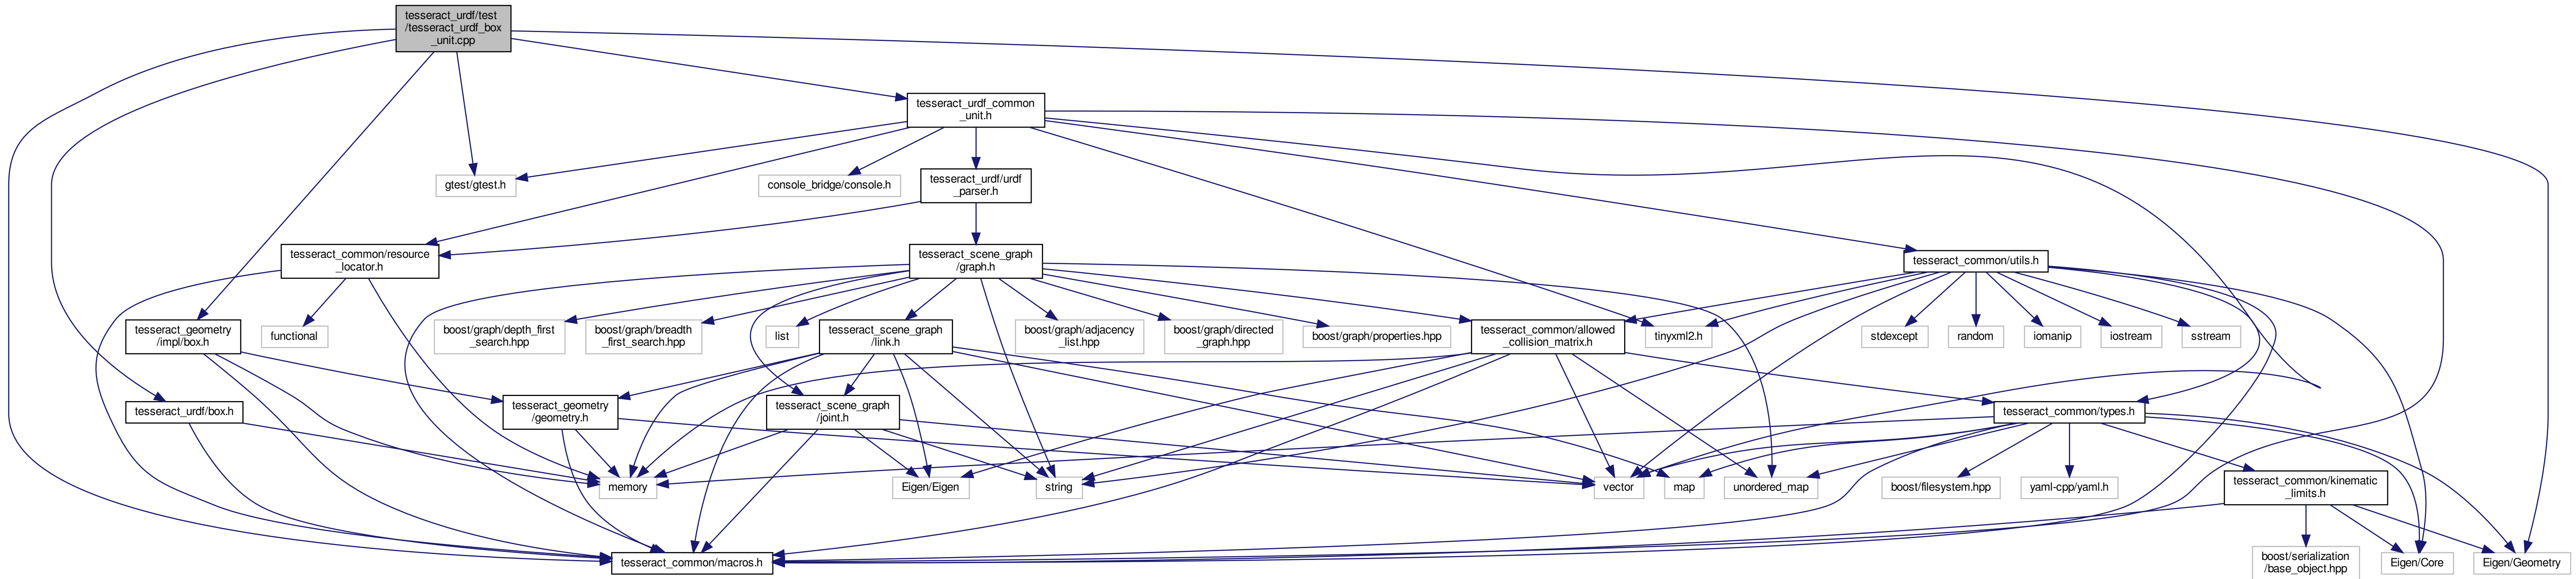 tesseract_urdf/test
/tesseract_urdf_box
_unit.cpp
tesseract_urdf_common
_unit.h
gtest/gtest.h
console_bridge/console.h
tesseract_urdf/urdf
_parser.h
tesseract_common/resource
_locator.h
tesseract_scene_graph
/graph.h
tesseract_common/utils.h
tesseract_geometry
/impl/box.h
functional
boost/graph/depth_first
_search.hpp
boost/graph/breadth
_first_search.hpp
list
tesseract_scene_graph
/link.h
boost/graph/adjacency
_list.hpp
boost/graph/directed
_graph.hpp
boost/graph/properties.hpp
tesseract_common/allowed
_collision_matrix.h
tinyxml2.h
stdexcept
random
iomanip
iostream
sstream
tesseract_urdf/box.h
tesseract_geometry
/geometry.h
tesseract_scene_graph
/joint.h
tesseract_common/types.h
memory
Eigen/Eigen
string
vector
map
unordered_map
boost/filesystem.hpp
yaml-cpp/yaml.h
tesseract_common/kinematic
_limits.h
tesseract_common/macros.h
boost/serialization
/base_object.hpp
Eigen/Core
Eigen/Geometry